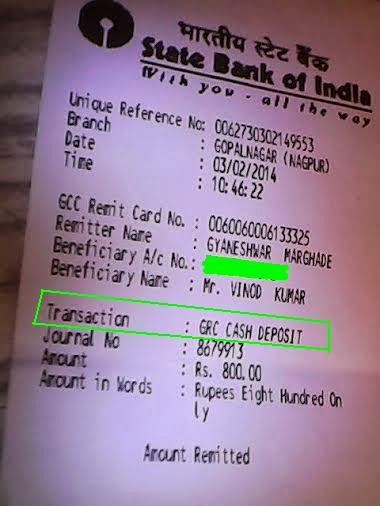 भारतीय स्टेट बैंक
State Bank of India
With you - all the way
Unique Reference No: 0062730302149553
Branch : GOPALNAGAR (NAGPUR)
Date : 03/02/2014
Time : 10:46:22
GCC Remit Card No. : 0060060006133325
Remitter Name : GYANESHWAR MARGHADE
Beneficiary A/c No.:
Beneficiary Name : Mr. VINOD KUMAR
Transaction : GRC CASH DEPOSIT
Journal No : 8679913
Amount : Rs. 800.00
Amount in Words : Rupees Eight Hundred On
ly
Amount Remitted